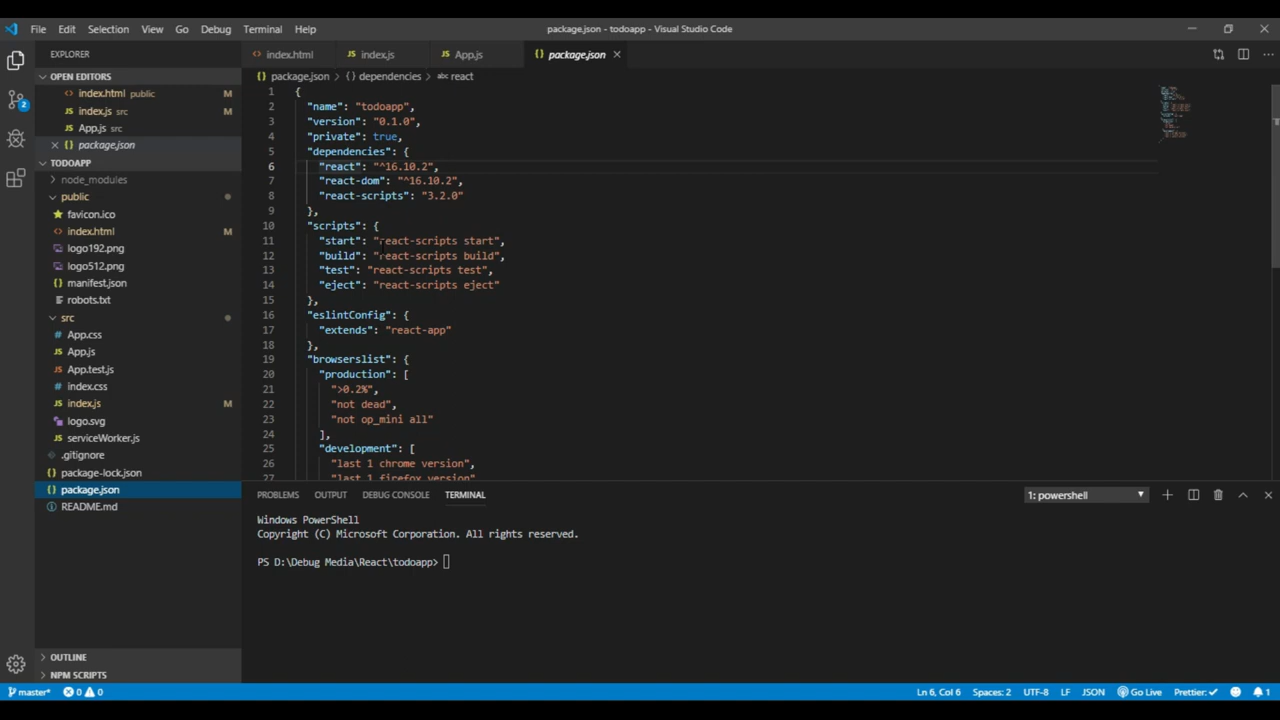 File Edit Selection View Go Debug Terminal Help
package.json - todoapp - Visual Studio Code
EXPLORER
OPEN EDITORS
index.html public M
index.js src M
App.js src
package.json
TODOAPP
node_modules
public
favicon.ico
index.html M
logo192.png
logo512.png
manifest.json
robots.txt
src
App.css
App.js
App.test.js
index.css
index.js M
logo.svg
serviceWorker.js
.gitignore
package-lock.json
package.json
README.md
OUTLINE
NPM SCRIPTS
2
index.html JS index.js JS App.js {} package.json
{} package.json > {} dependencies > abc react
1 {
2 "name": "todoapp",
3 "version": "0.1.0",
4 "private": true,
5 "dependencies": {
6 "react": "^16.10.2",
7 "react-dom": "^16.10.2",
8 "react-scripts": "3.2.0"
9 },
10 "scripts": {
11 "start": "react-scripts start",
12 "build": "react-scripts build",
13 "test": "react-scripts test",
14 "eject": "react-scripts eject"
15 },
16 "eslintConfig": {
17 "extends": "react-app"
18 },
19 "browserslist": {
20 "production": [
21 ">0.2%",
22 "not dead",
23 "not op_mini all"
24 ],
25 "development": [
26 "last 1 chrome version",
27 "last 1 firefox version"
PROBLEMS OUTPUT DEBUG CONSOLE TERMINAL 1: powershell
Windows PowerShell
Copyright (C) Microsoft Corporation. All rights reserved.
PS D:\Debug Media\React\todoapp>
master* 0 0 Ln 6, Col 6 Spaces: 2 UTF-8 LF JSON Go Live Prettier: ✓ 1